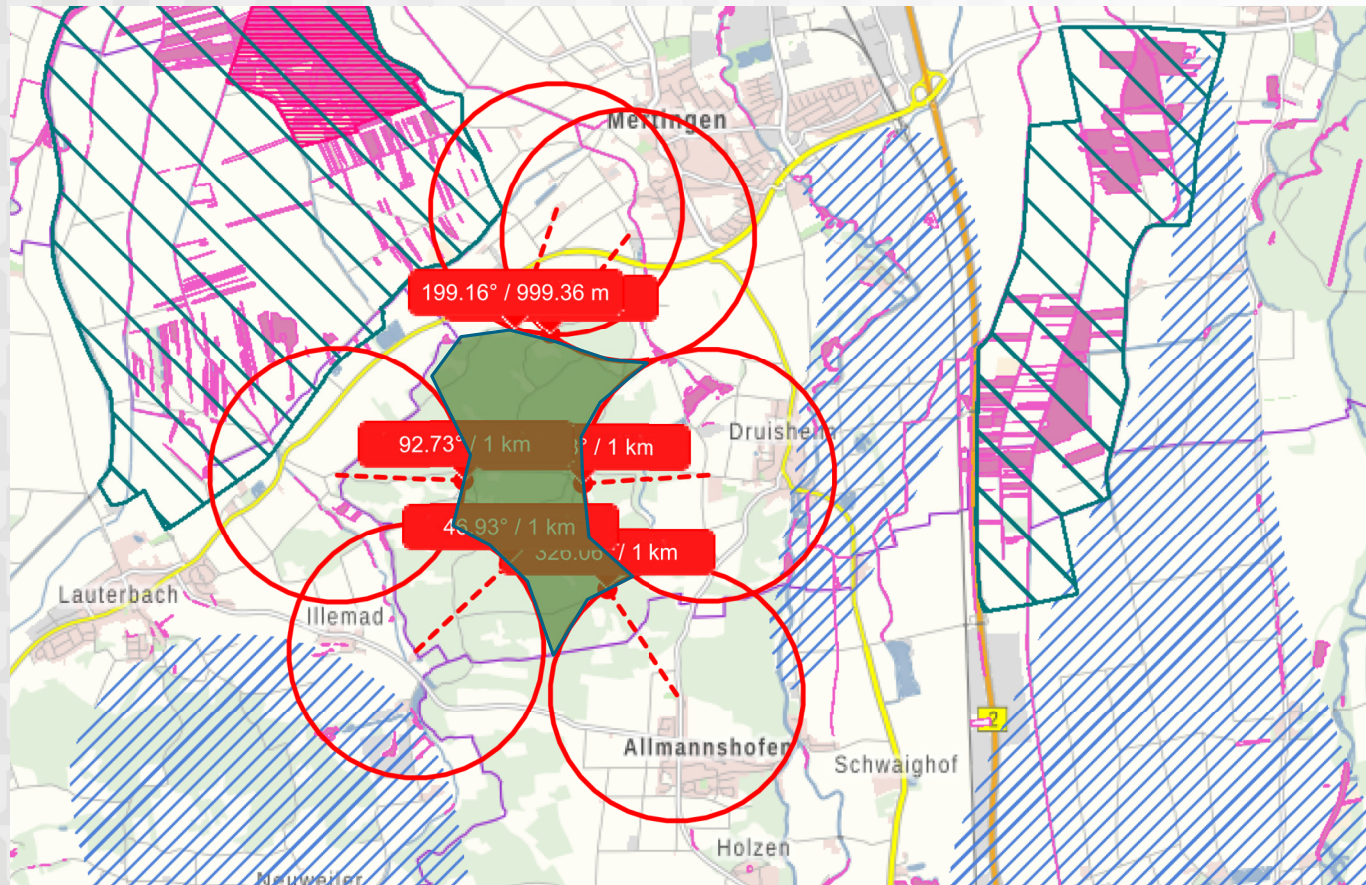 Mertingen
199.16° / 999.36 m
92.73° / 1 km
° / 1 km
Druisheim
46.93° / 1 km
326.06° / 1 km
Lauterbach
Illemad
2
Allmannshofen
Schwaighof
Holzen
Neuweiler